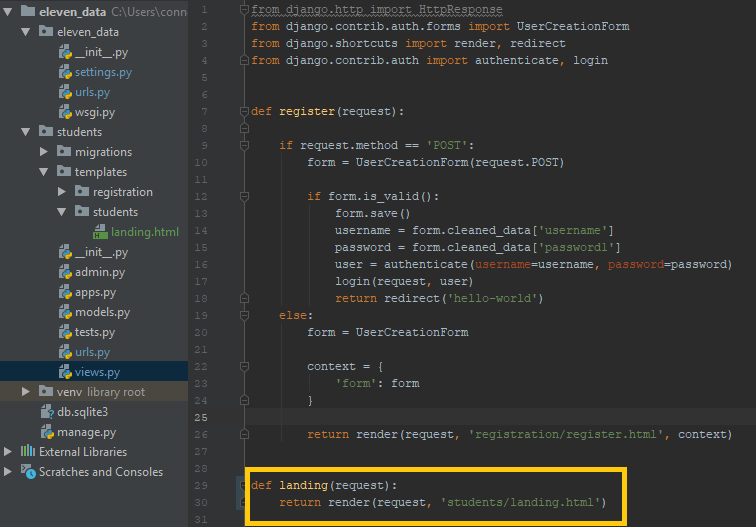 eleven_data C:\Users\conn
eleven_data
__init__.py
settings.py
urls.py
wsgi.py
students
migrations
templates
registration
students
landing.html
__init__.py
admin.py
apps.py
models.py
tests.py
urls.py
views.py
venv library root
db.sqlite3
manage.py
External Libraries
Scratches and Consoles
1 from django.http import HttpResponse
2 from django.contrib.auth.forms import UserCreationForm
3 from django.shortcuts import render, redirect
4 from django.contrib.auth import authenticate, login
5
6
7 def register(request):
8
9 if request.method == 'POST':
10 form = UserCreationForm(request.POST)
11
12 if form.is_valid():
13 form.save()
14 username = form.cleaned_data['username']
15 password = form.cleaned_data['password1']
16 user = authenticate(username=username, password=password)
17 login(request, user)
18 return redirect('hello-world')
19 else:
20 form = UserCreationForm
21
22 context = {
23 'form': form
24 }
25
26 return render(request, 'registration/register.html', context)
27
28
29 def landing(request):
30 return render(request, 'students/landing.html')
31